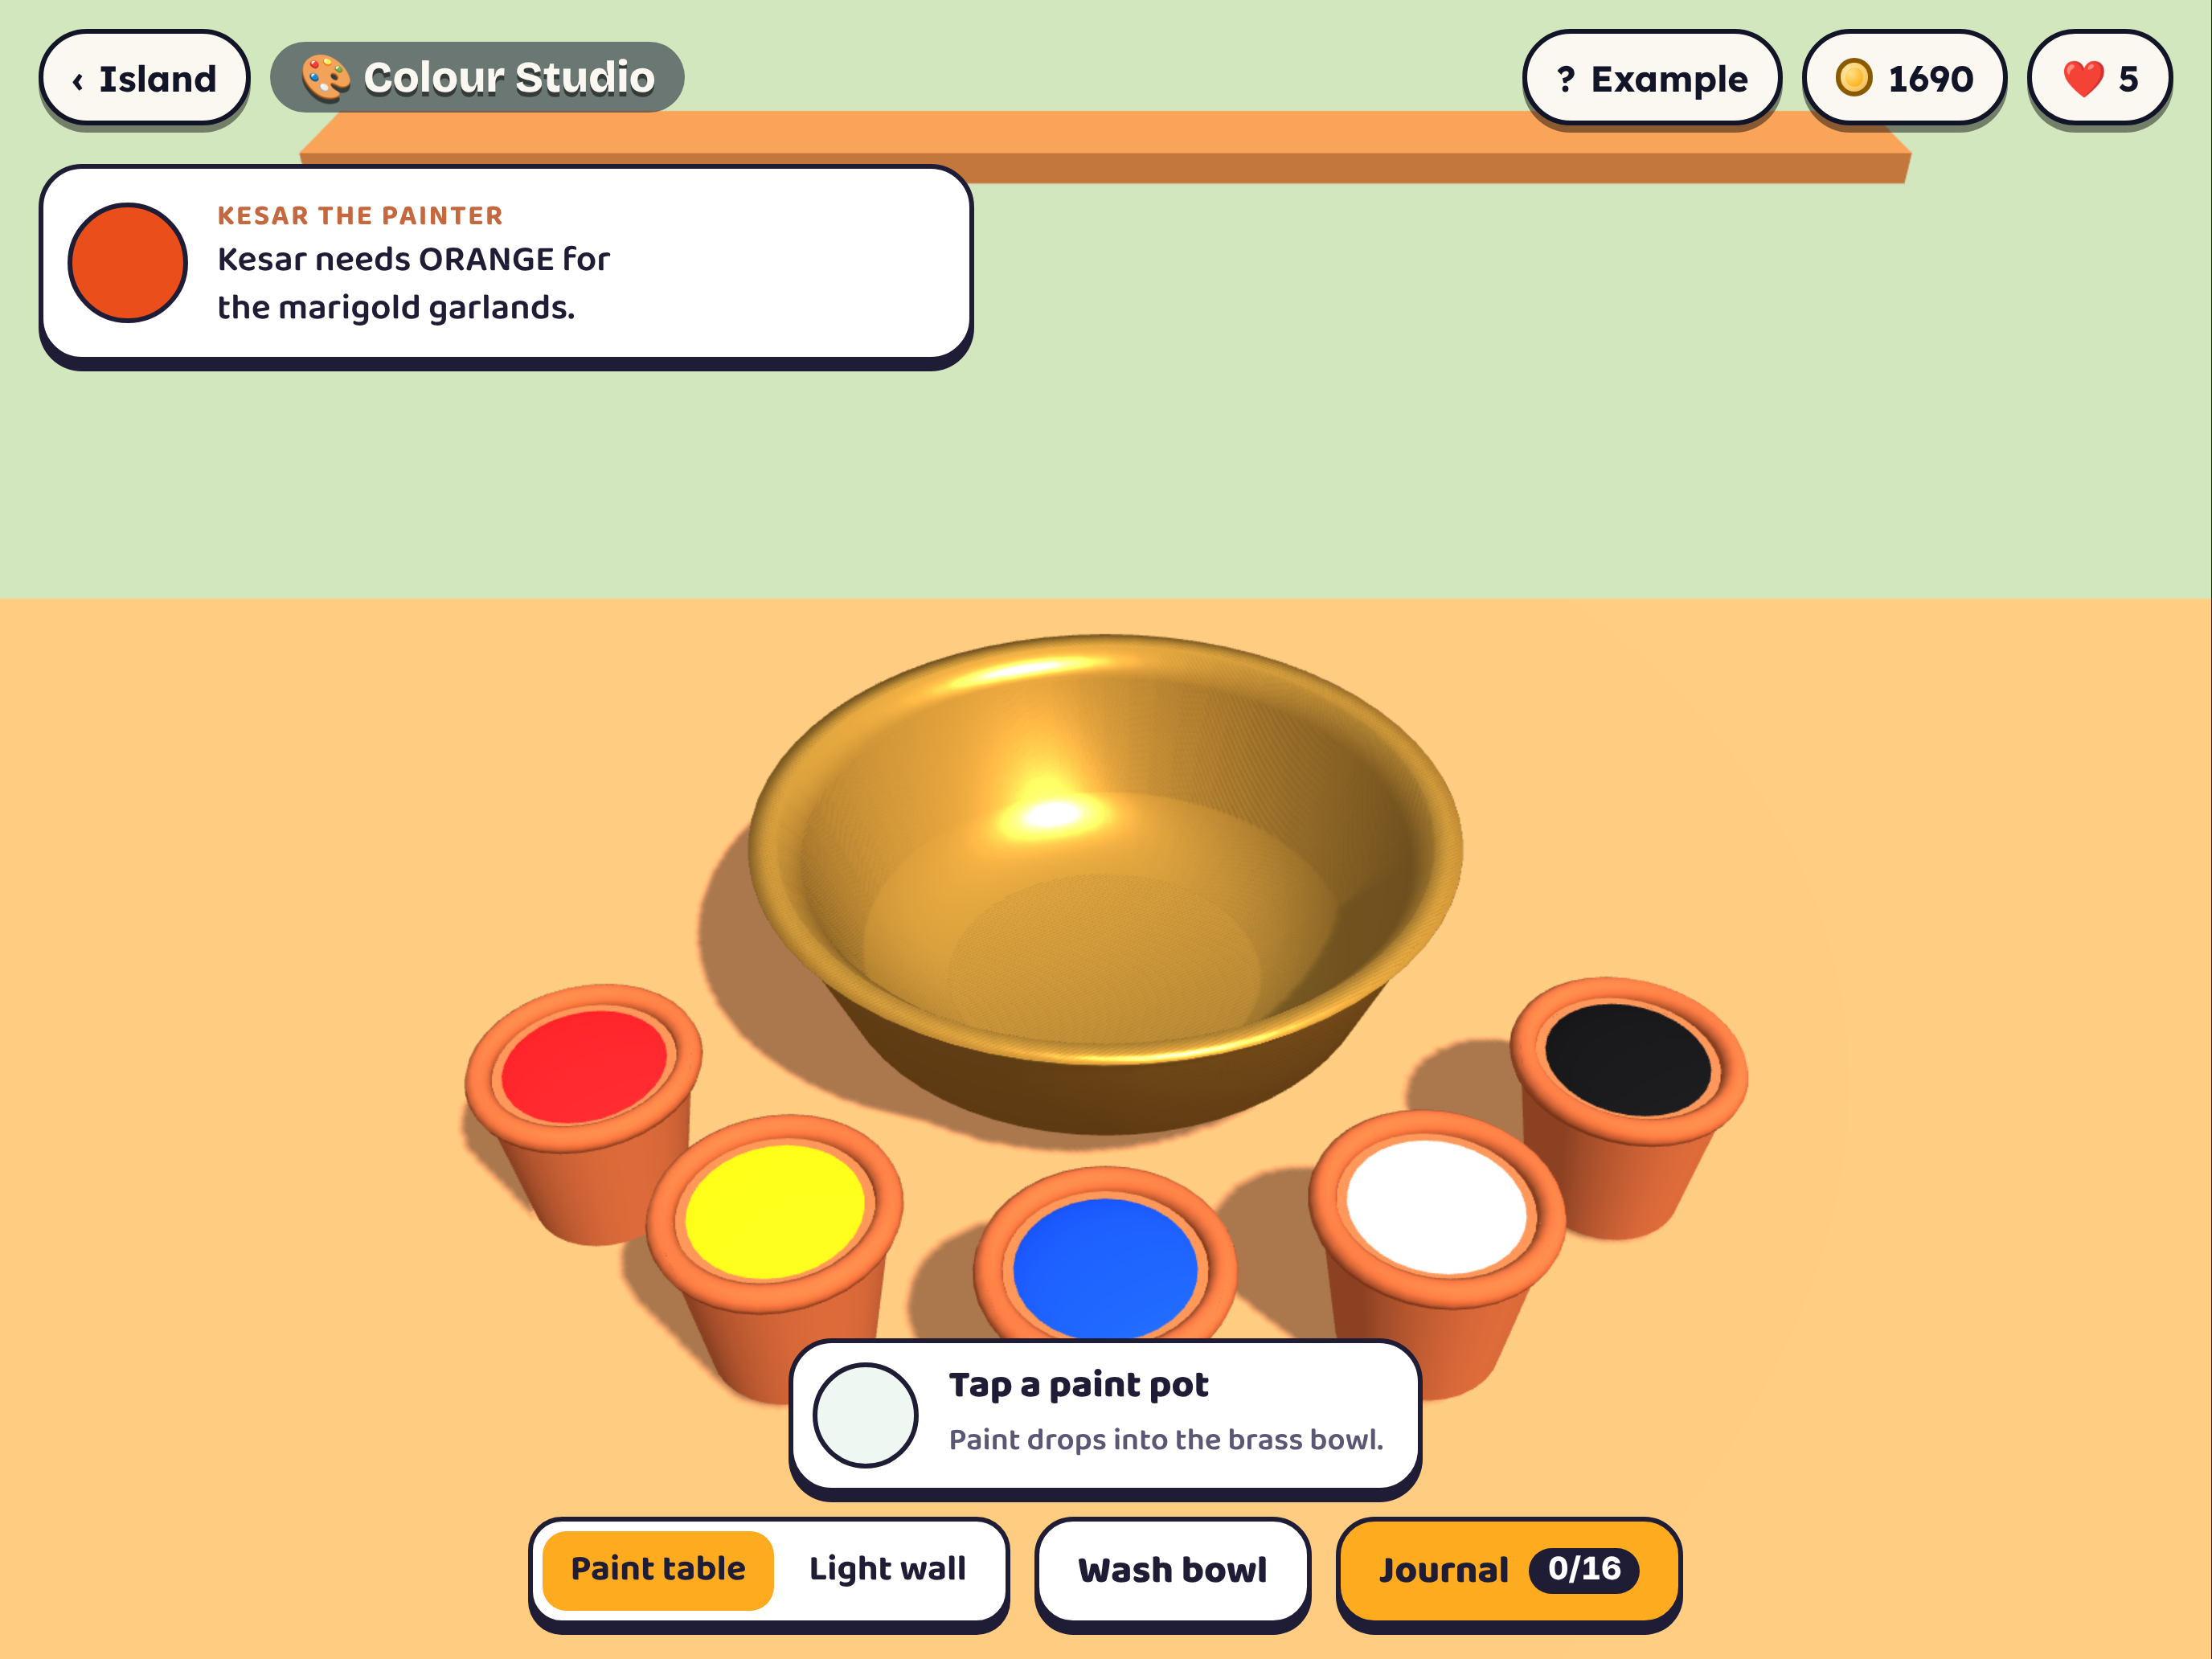 ‹ Island
🎨 Colour Studio
? Example
1690
❤️ 5
KESAR THE PAINTER
Kesar needs ORANGE for
the marigold garlands.
Tap a paint pot
Paint drops into the brass bowl.
Paint table
Light wall
Wash bowl
Journal 0/16